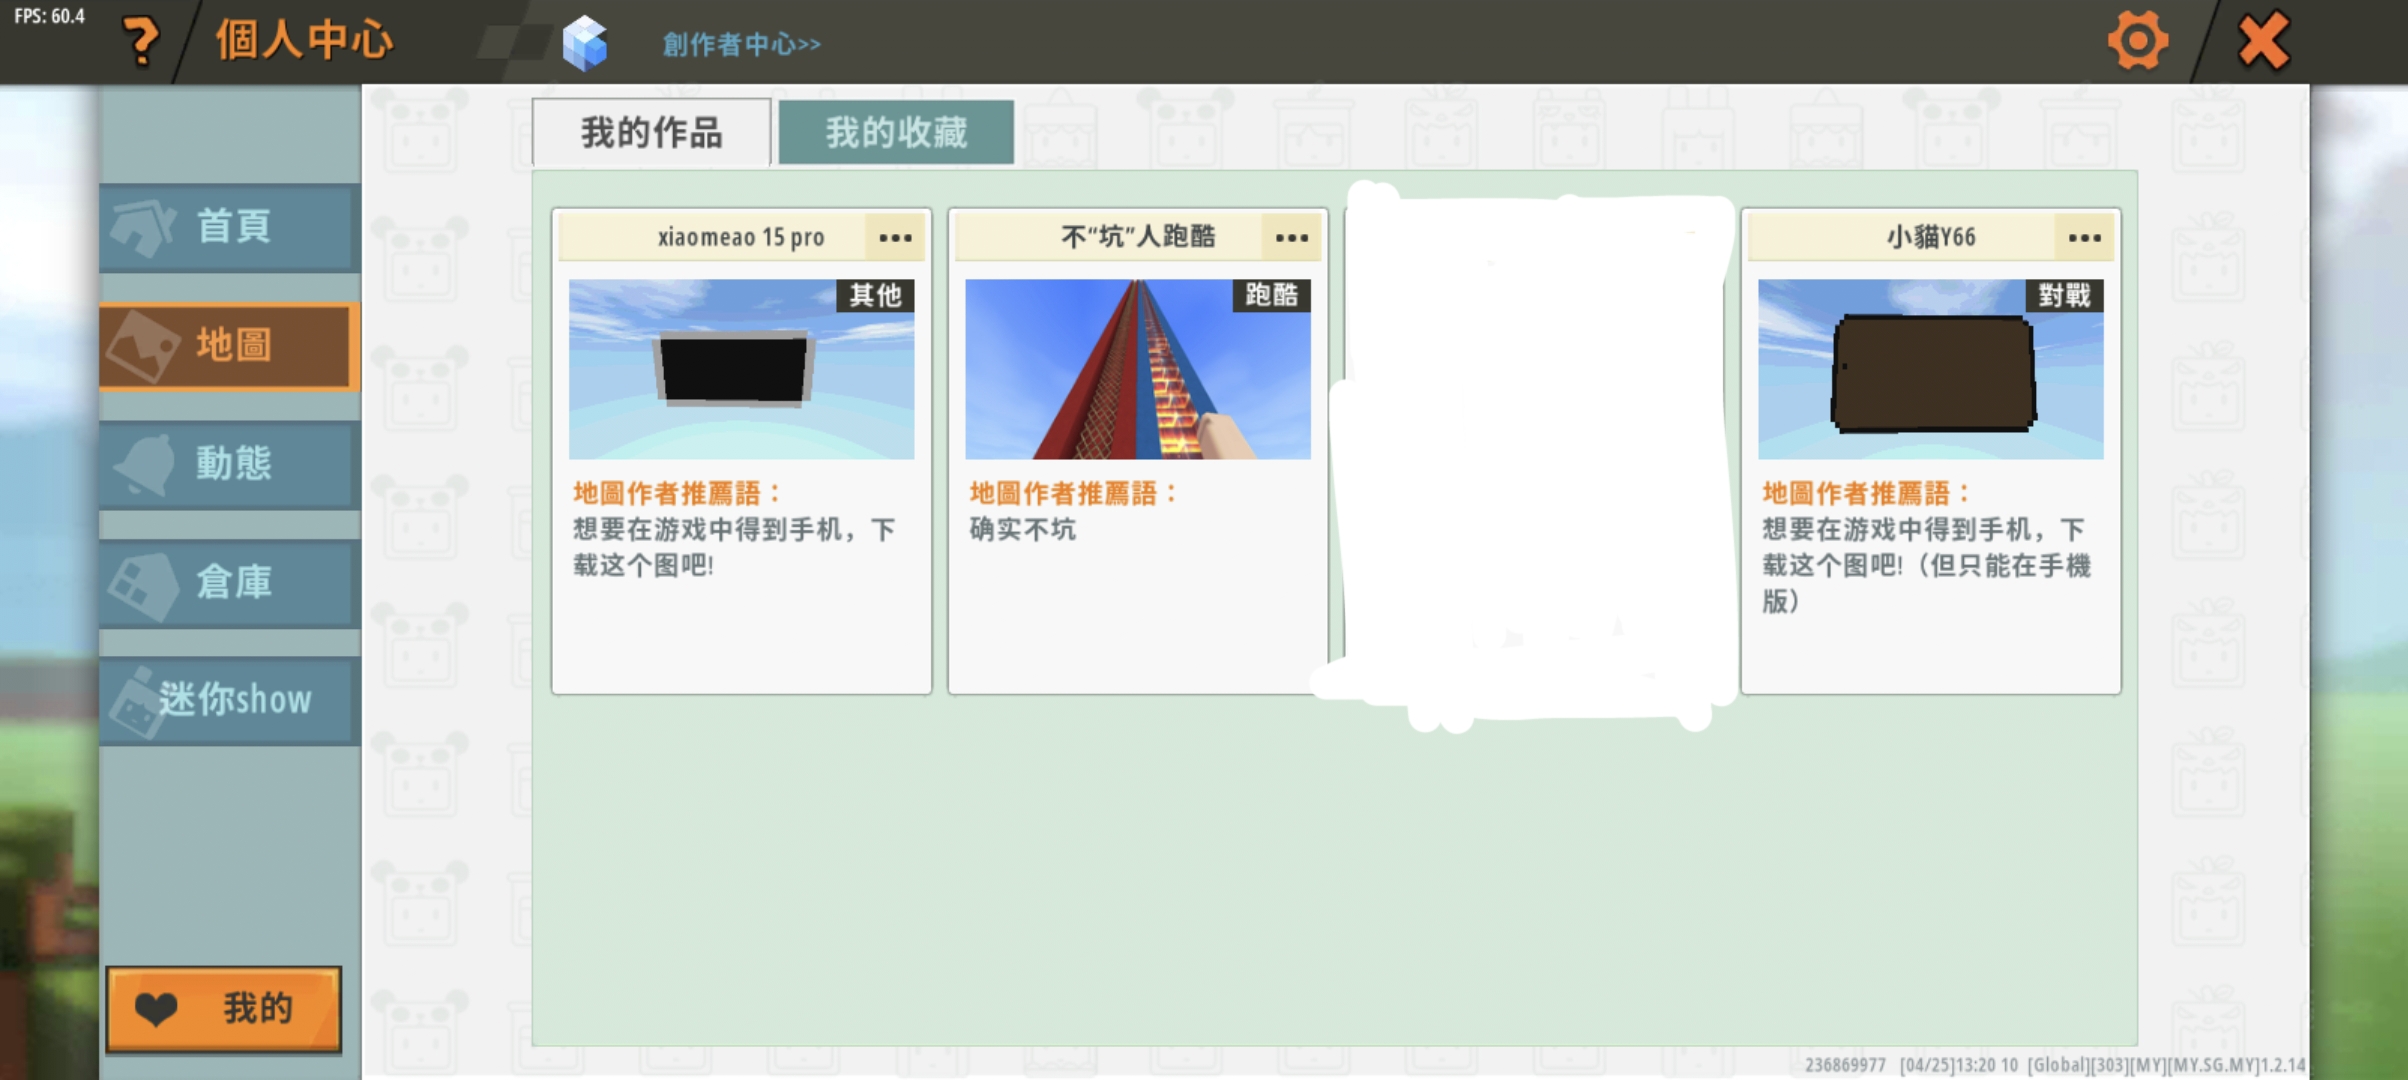 FPS: 60.4
?
個人中心
創作者中心>>
我的作品
我的收藏
首頁
地圖
動態
倉庫
迷你show
我的
xiaomeao 15 pro
其他
地圖作者推薦語：
想要在游戏中得到手机，下
载这个图吧!
不“坑”人跑酷
跑酷
地圖作者推薦語：
确实不坑
小貓Y66
對戰
地圖作者推薦語：
想要在游戏中得到手机，下
载这个图吧!（但只能在手機
版）
236869977 [04/25]13:20 10 [Global][303][MY][MY.SG.MY]1.2.14